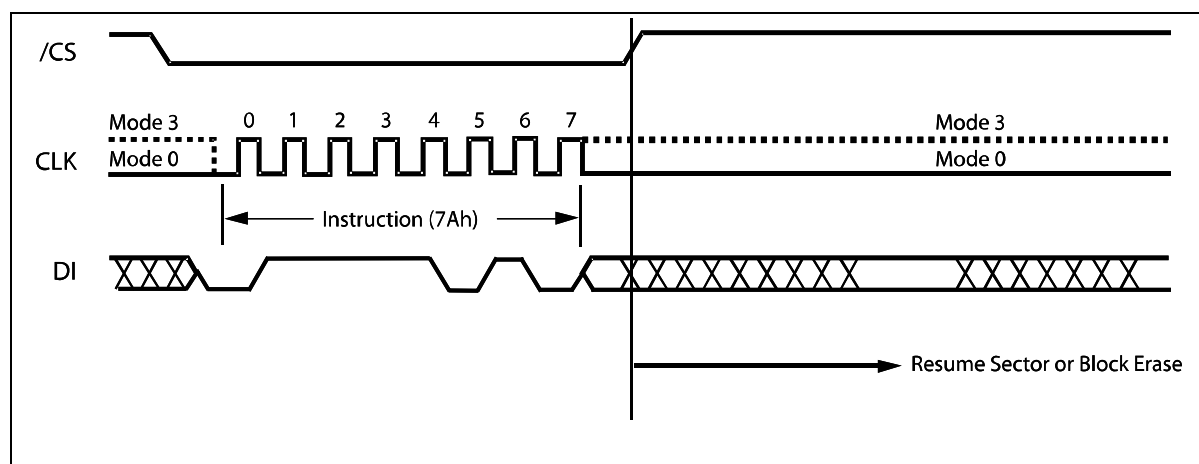 /CS
Mode 3
0 1 2 3 4 5 6 7
Mode 3
CLK
Mode 0
Mode 0
Instruction (7Ah)
DI
Resume Sector or Block Erase